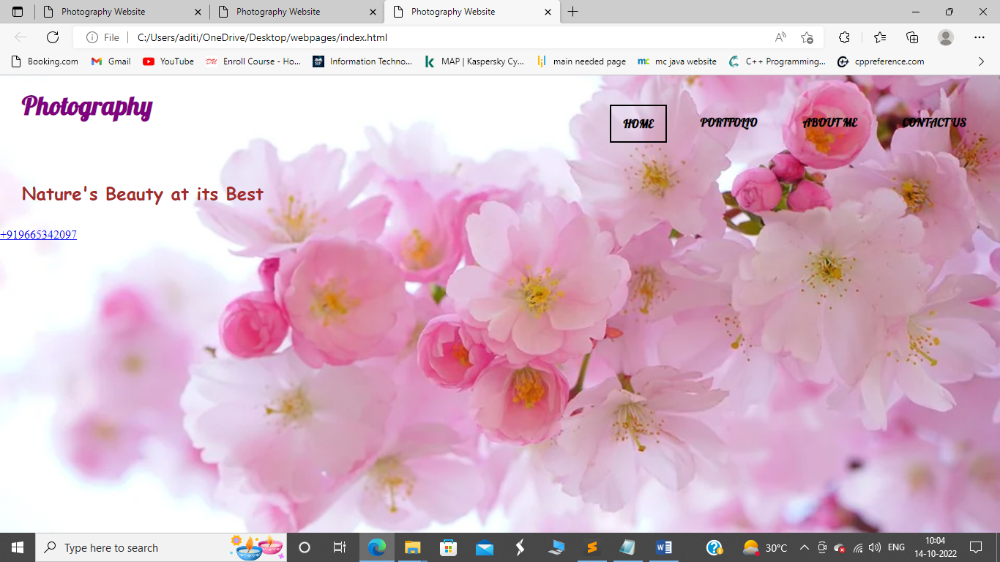 Photography Website
Photography Website
Photography Website
File
C:/Users/aditi/OneDrive/Desktop/webpages/index.html
Booking.com
Gmail
YouTube
DU Enroll Course - Ho...
SF Information Techno...
MAP | Kaspersky Cy...
main needed page
mc mc java website
C C++ Programming...
cppreference.com
Photography
HOME PORTFOLIO ABOUT ME CONTACT US
Nature's Beauty at its Best
+919665342097
Type here to search
30°C
ENG
10:04
14-10-2022